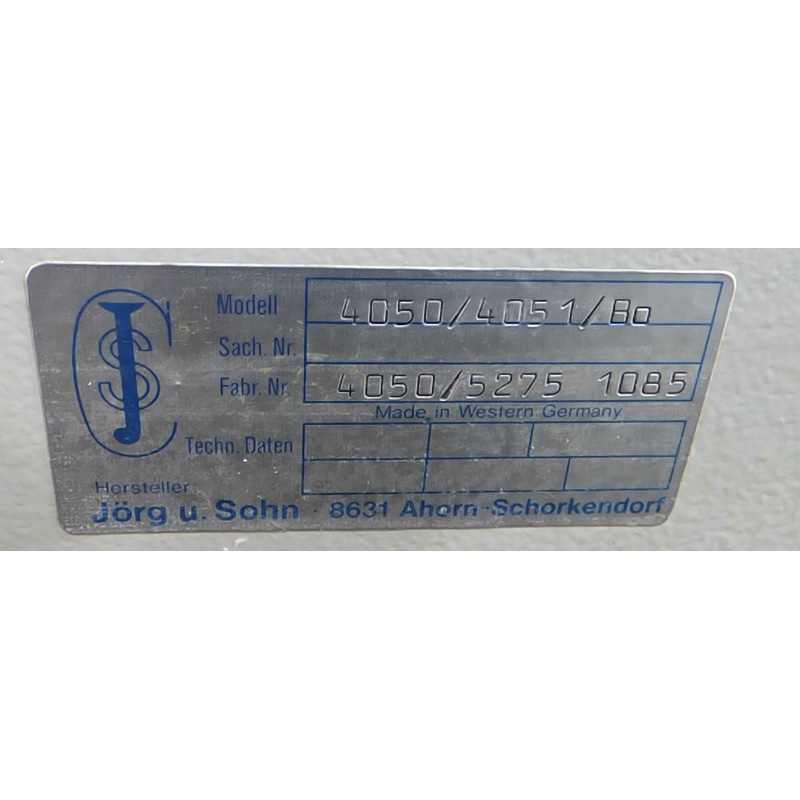 Modell 4050/4051/Bo
Sach. Nr.
Fabr. Nr. 4050/5275 1085
Made in Western Germany
Techn. Daten
Hersteller:
Jörg u. Sohn · 8631 Ahorn-Schorkendorf